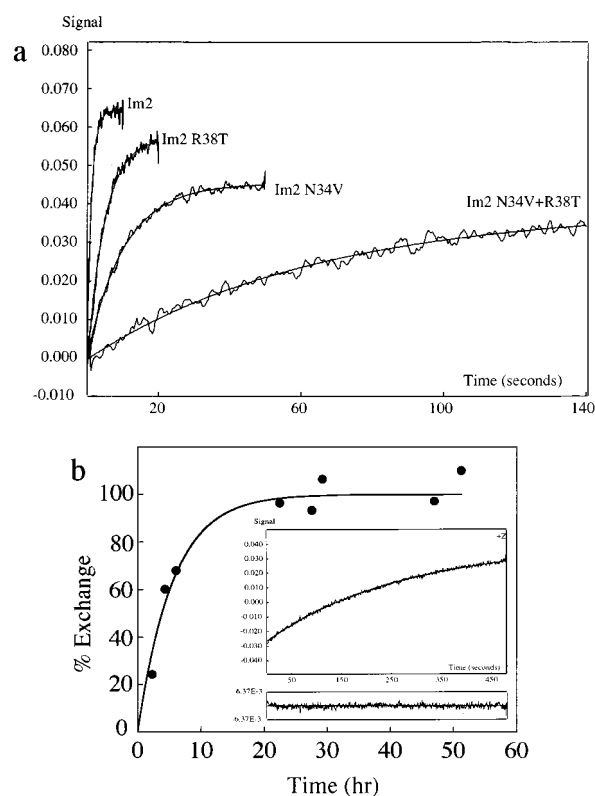 Signal
a
0.080
0.070
0.060
0.050
0.040
0.030
0.020
0.010
0.000
-0.010
Im2
Im2 R38T
Im2 N34V
Im2 N34V+R38T
Time (seconds)
20
60
100
140
b
% Exchange
100
80
60
40
20
0
Signal
+Z
0.040
0.030
0.020
0.010
0.000
-0.010
-0.020
-0.030
-0.040
Time (seconds)
50
150
250
350
450
6.37E-3
-6.37E-3
0
10
20
30
40
50
60
Time (hr)